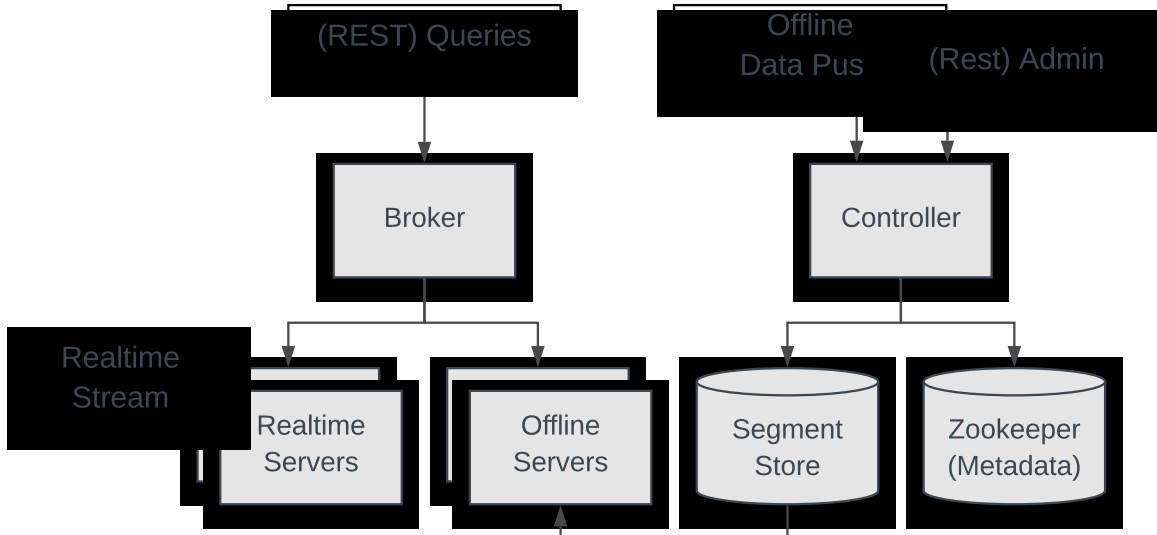 (REST) Queries
Offline
Data Pus
(Rest) Admin
Broker
Controller
Realtime
Stream
Realtime
Servers
Offline
Servers
Segment
Store
Zookeeper
(Metadata)